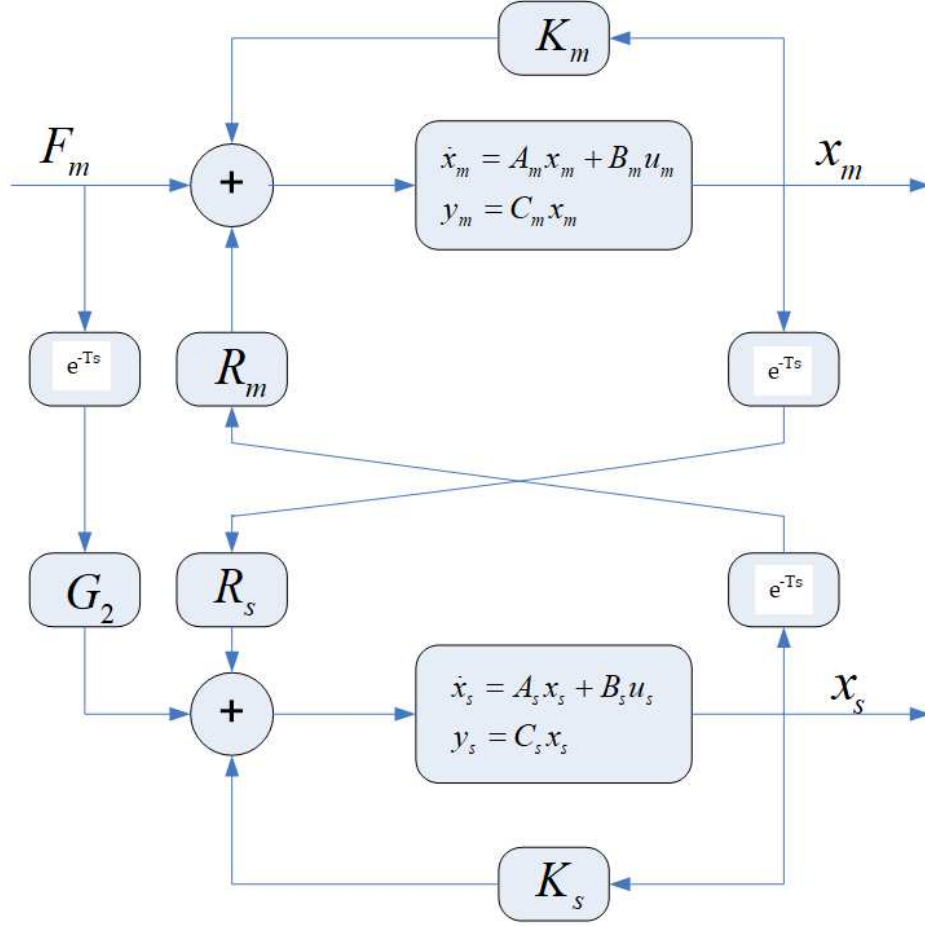 K_m
F_m
+
ẋ_m = A_m x_m + B_m u_m
y_m = C_m x_m
x_m
e^-Ts
R_m
e^-Ts
G_2
R_s
e^-Ts
+
ẋ_s = A_s x_s + B_s u_s
y_s = C_s x_s
x_s
K_s